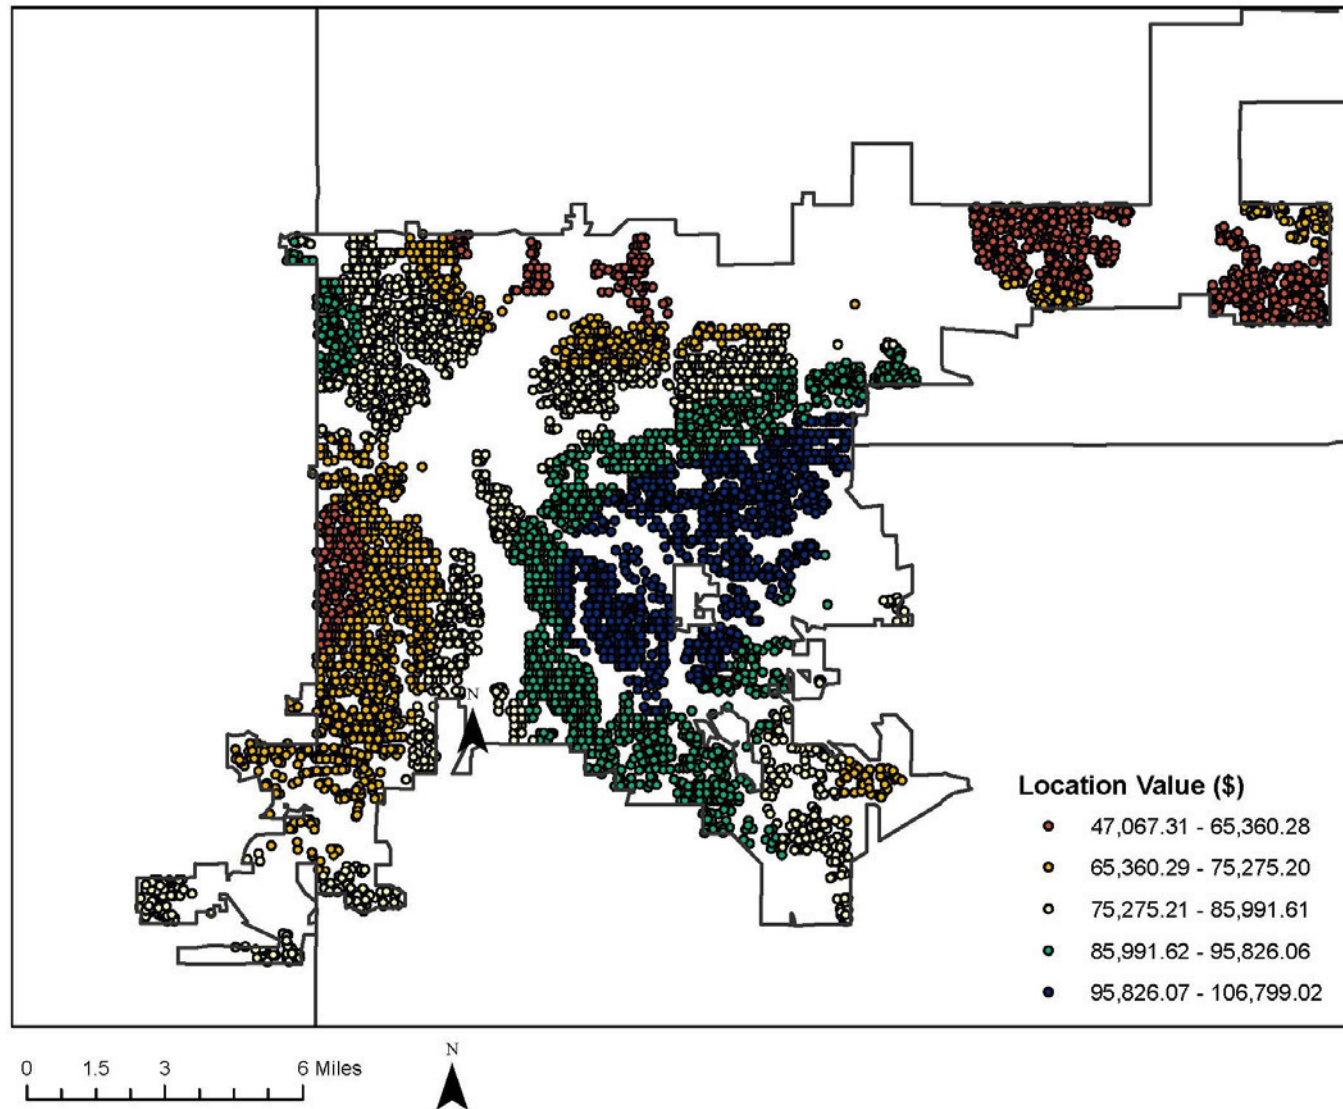 N
Location Value ($)
47,067.31 - 65,360.28
65,360.29 - 75,275.20
75,275.21 - 85,991.61
85,991.62 - 95,826.06
95,826.07 - 106,799.02
0 1.5 3 6 Miles
N